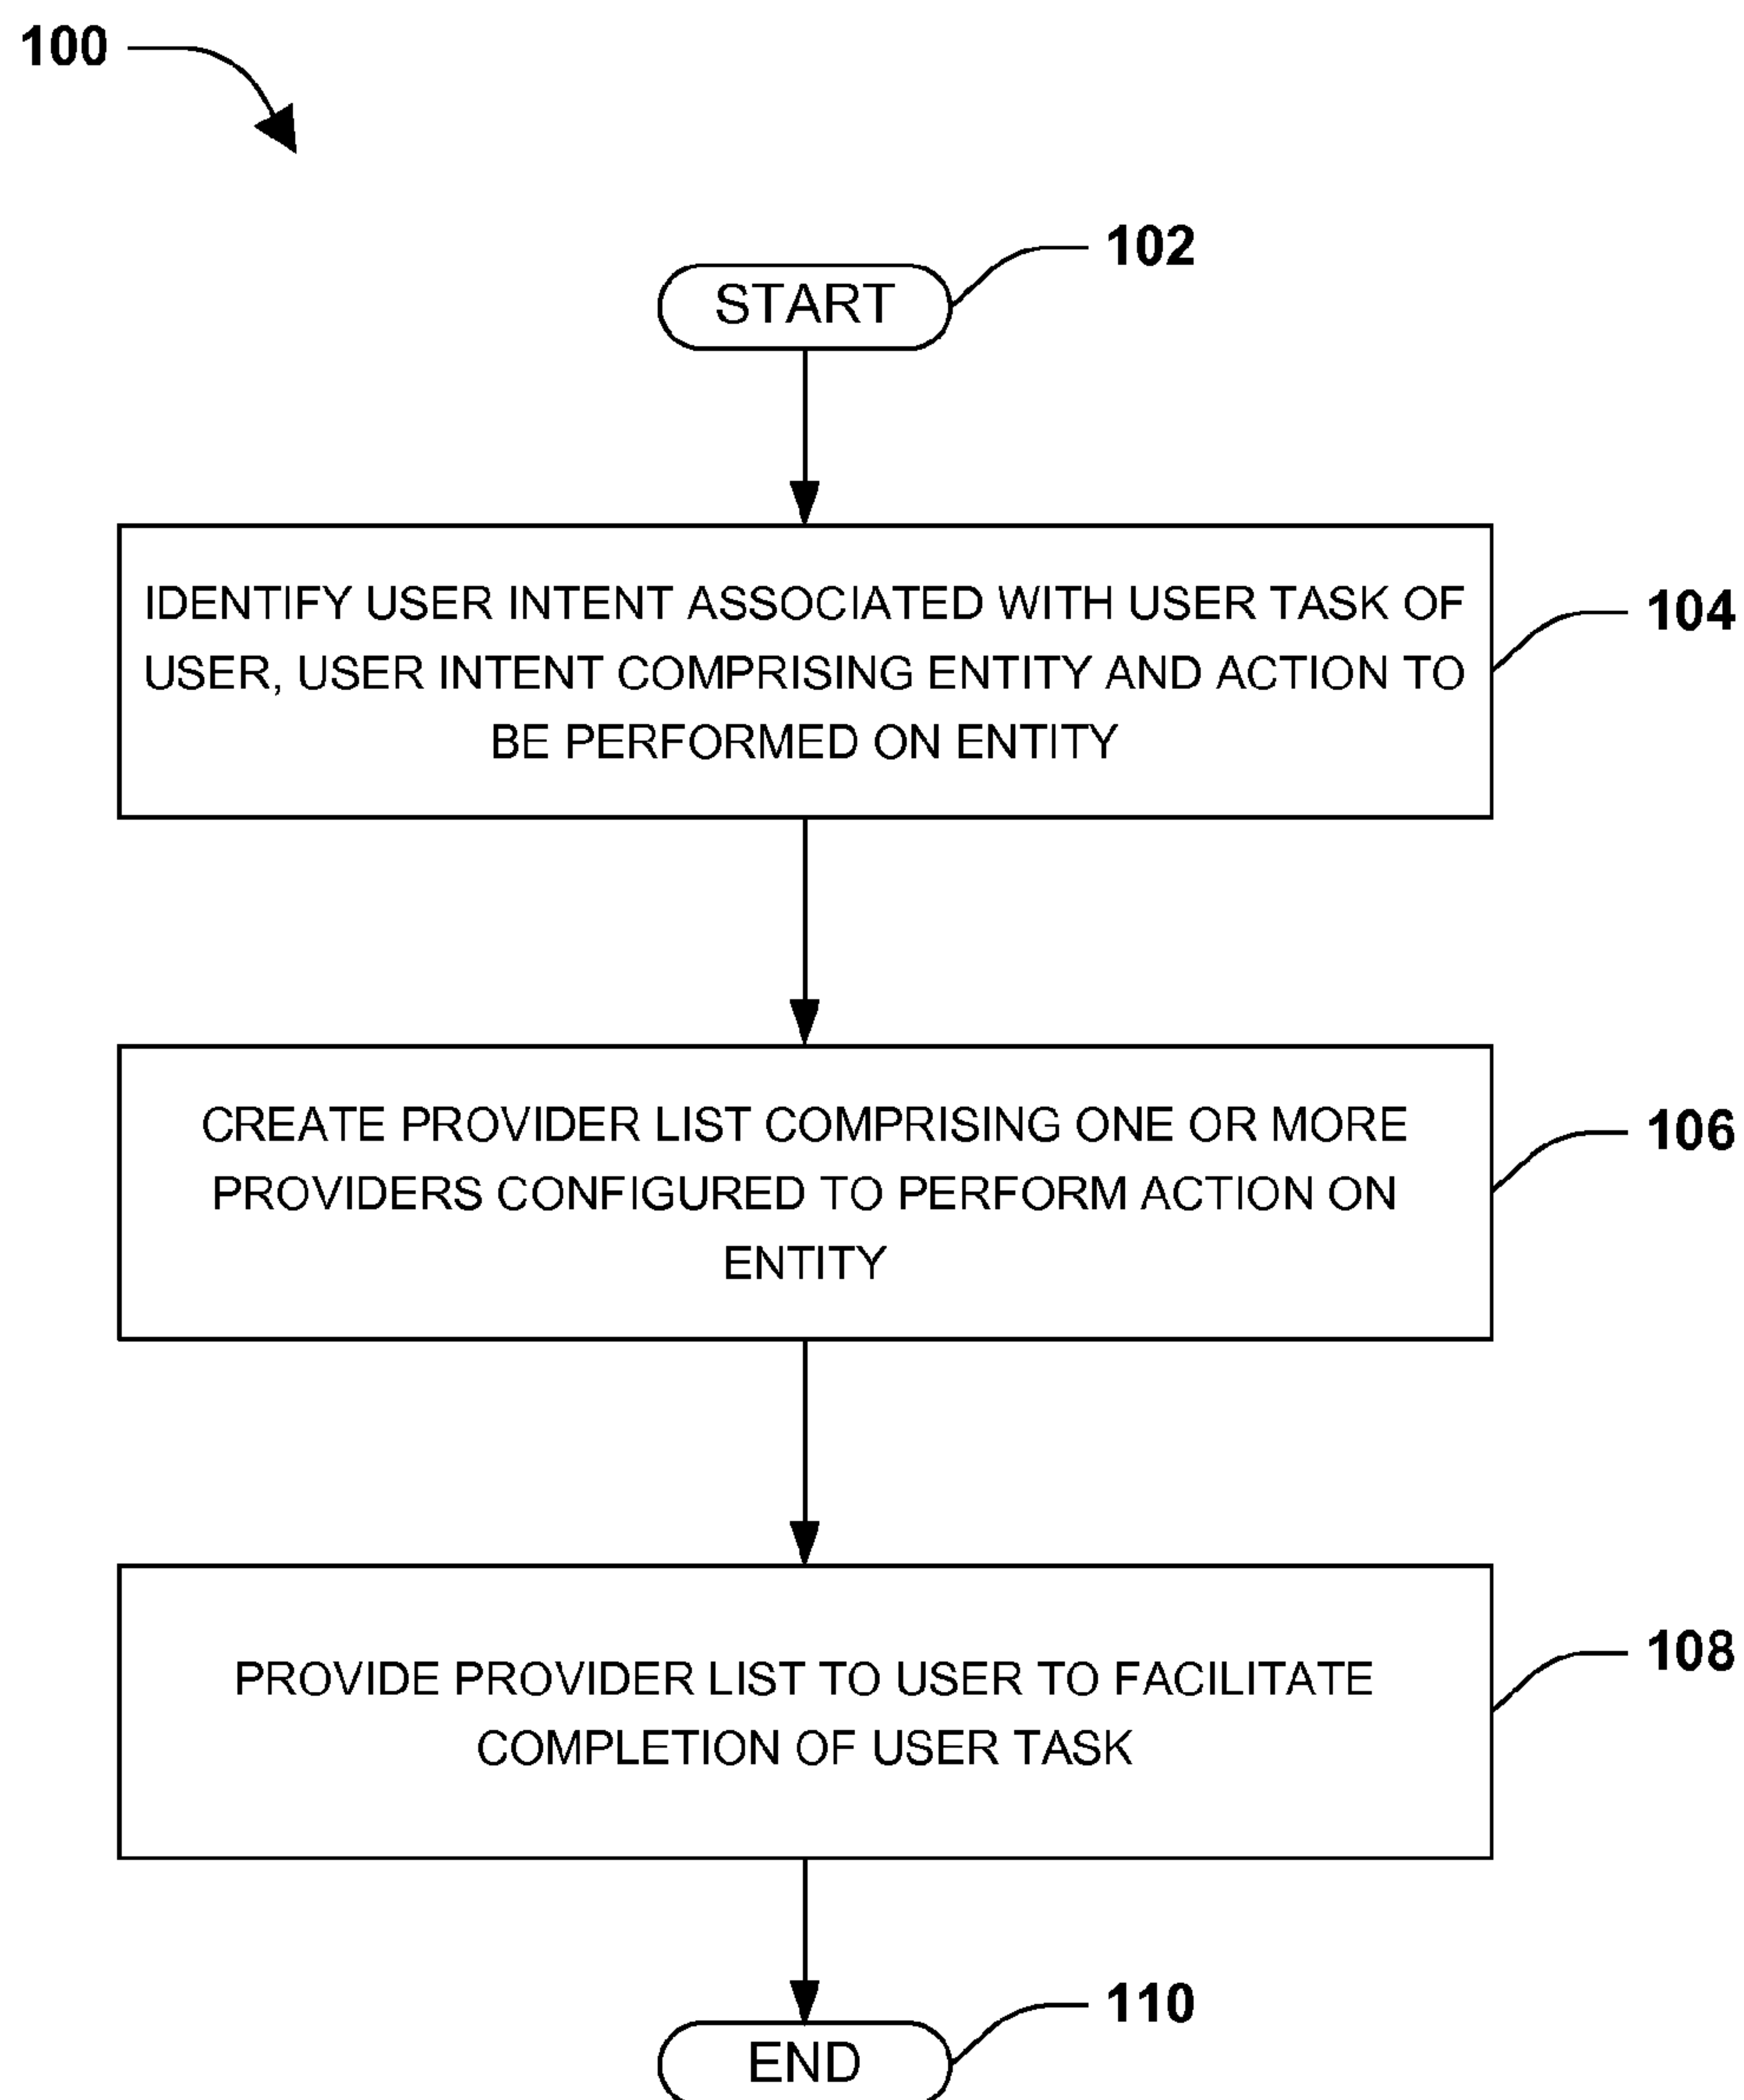 100
102
START
IDENTIFY USER INTENT ASSOCIATED WITH USER TASK OF
USER, USER INTENT COMPRISING ENTITY AND ACTION TO
BE PERFORMED ON ENTITY
104
CREATE PROVIDER LIST COMPRISING ONE OR MORE
PROVIDERS CONFIGURED TO PERFORM ACTION ON
ENTITY
106
PROVIDE PROVIDER LIST TO USER TO FACILITATE
COMPLETION OF USER TASK
108
110
END